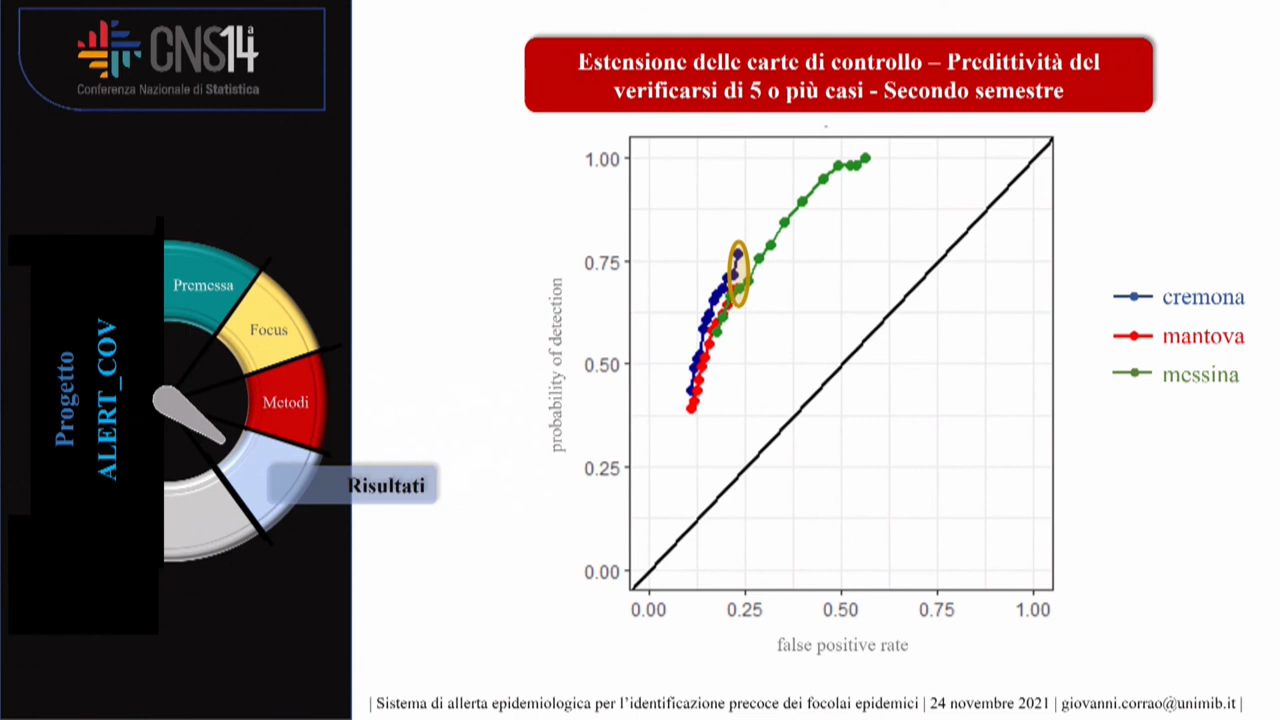 CNS14ª
Conferenza Nazionale di Statistica
Estensione delle carte di controllo – Predittività del
verificarsi di 5 o più casi - Secondo semestre
Premessa
Focus
Metodi
Risultati
Progetto
ALERT_COV
probability of detection
1.00
0.75
0.50
0.25
0.00
0.00 0.25 0.50 0.75 1.00
false positive rate
cremona
mantova
messina
| Sistema di allerta epidemiologica per l’identificazione precoce dei focolai epidemici | 24 novembre 2021 | giovanni.corrao@unimib.it |